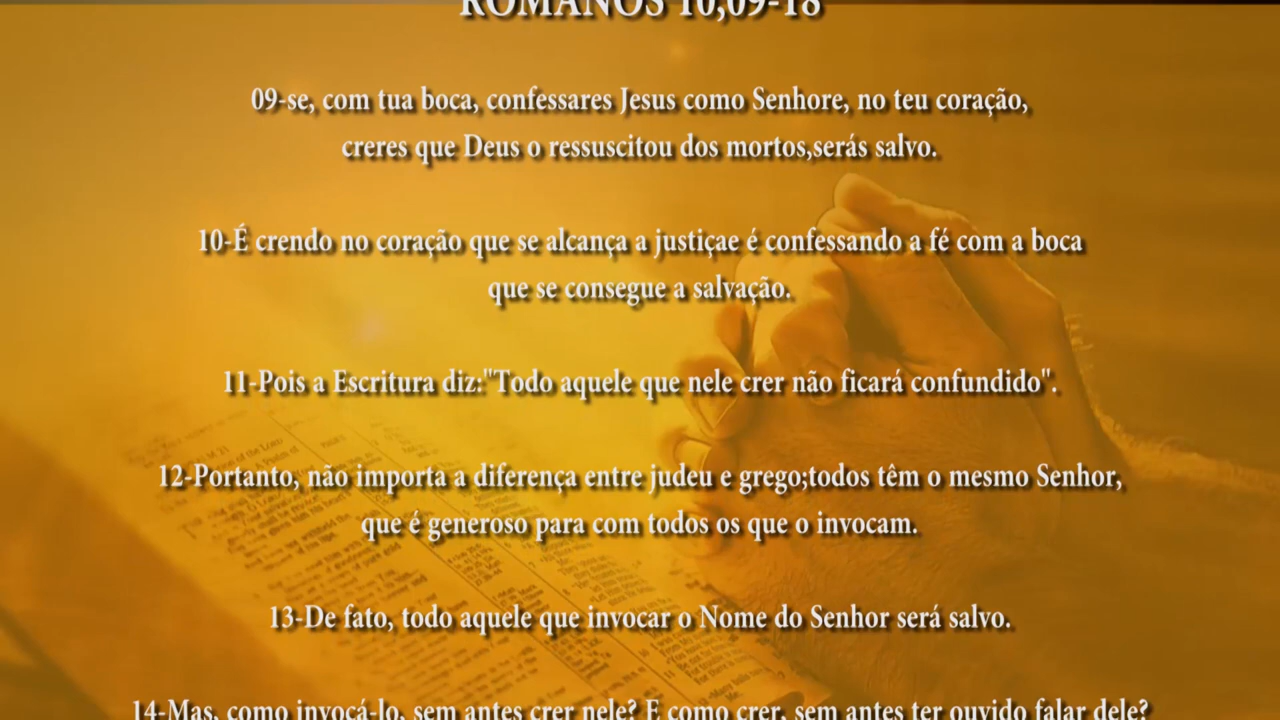 ROMANOS 10,09-18
09-se, com tua boca, confessares Jesus como Senhore, no teu coração,
creres que Deus o ressuscitou dos mortos,serás salvo.
10-É crendo no coração que se alcança a justiçae é confessando a fé com a boca
que se consegue a salvação.
11-Pois a Escritura diz:"Todo aquele que nele crer não ficará confundido".
12-Portanto, não importa a diferença entre judeu e grego;todos têm o mesmo Senhor,
que é generoso para com todos os que o invocam.
13-De fato, todo aquele que invocar o Nome do Senhor será salvo.
14-Mas, como invocá-lo, sem antes crer nele? E como crer, sem antes ter ouvido falar dele?